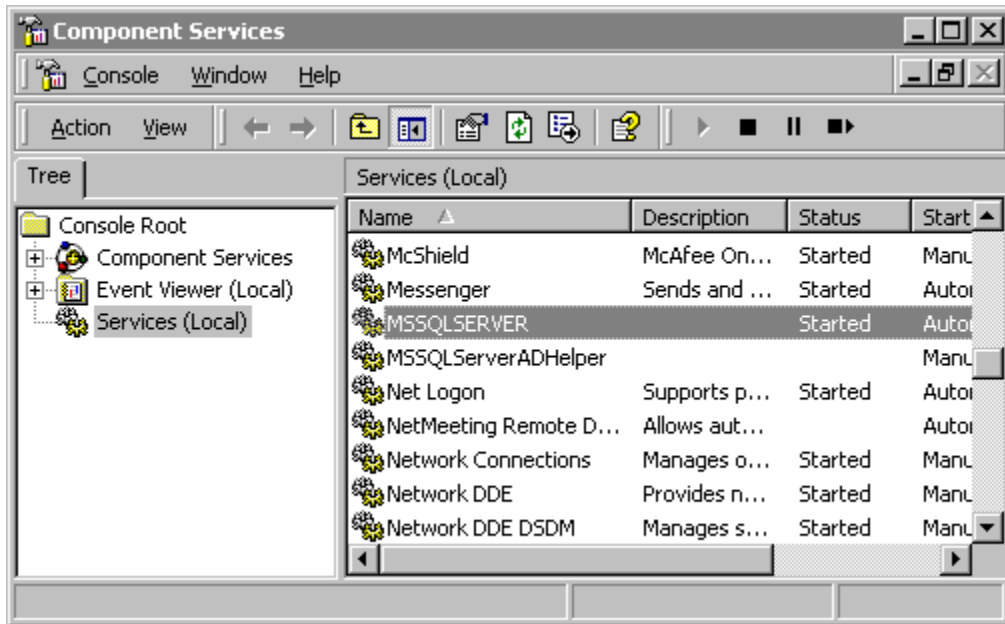 Component Services
Console Window Help
Action View
Tree
Services (Local)
Console Root
Component Services
Event Viewer (Local)
Services (Local)
Name Description Status Start
McShield McAfee On... Started Manu
Messenger Sends and ... Started Autor
MSSQLSERVER Started Autor
MSSQLServerADHelper Manu
Net Logon Supports p... Started Autor
NetMeeting Remote D... Allows aut... Autor
Network Connections Manages o... Started Manu
Network DDE Provides n... Started Manu
Network DDE DSDM Manages s... Started Manu